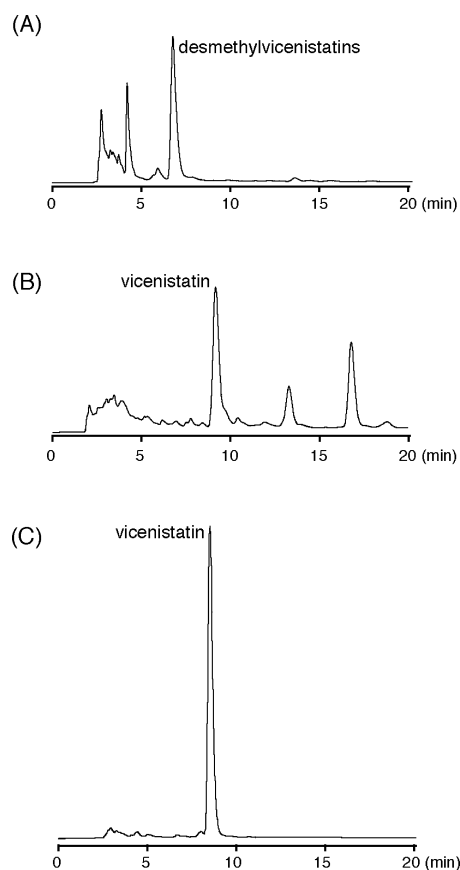 (A)
desmethylvicenistatins
0 5 10 15 20 (min)
(B)
vicenistatin
0 5 10 15 20 (min)
(C)
vicenistatin
0 5 10 15 20 (min)